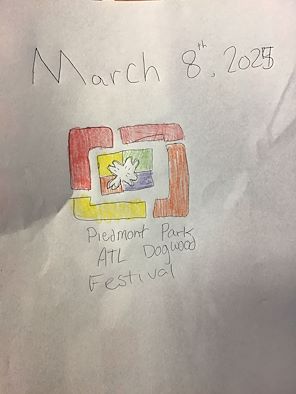 March 8th, 2025
Piedmont Park
ATL Dogwood
Festival